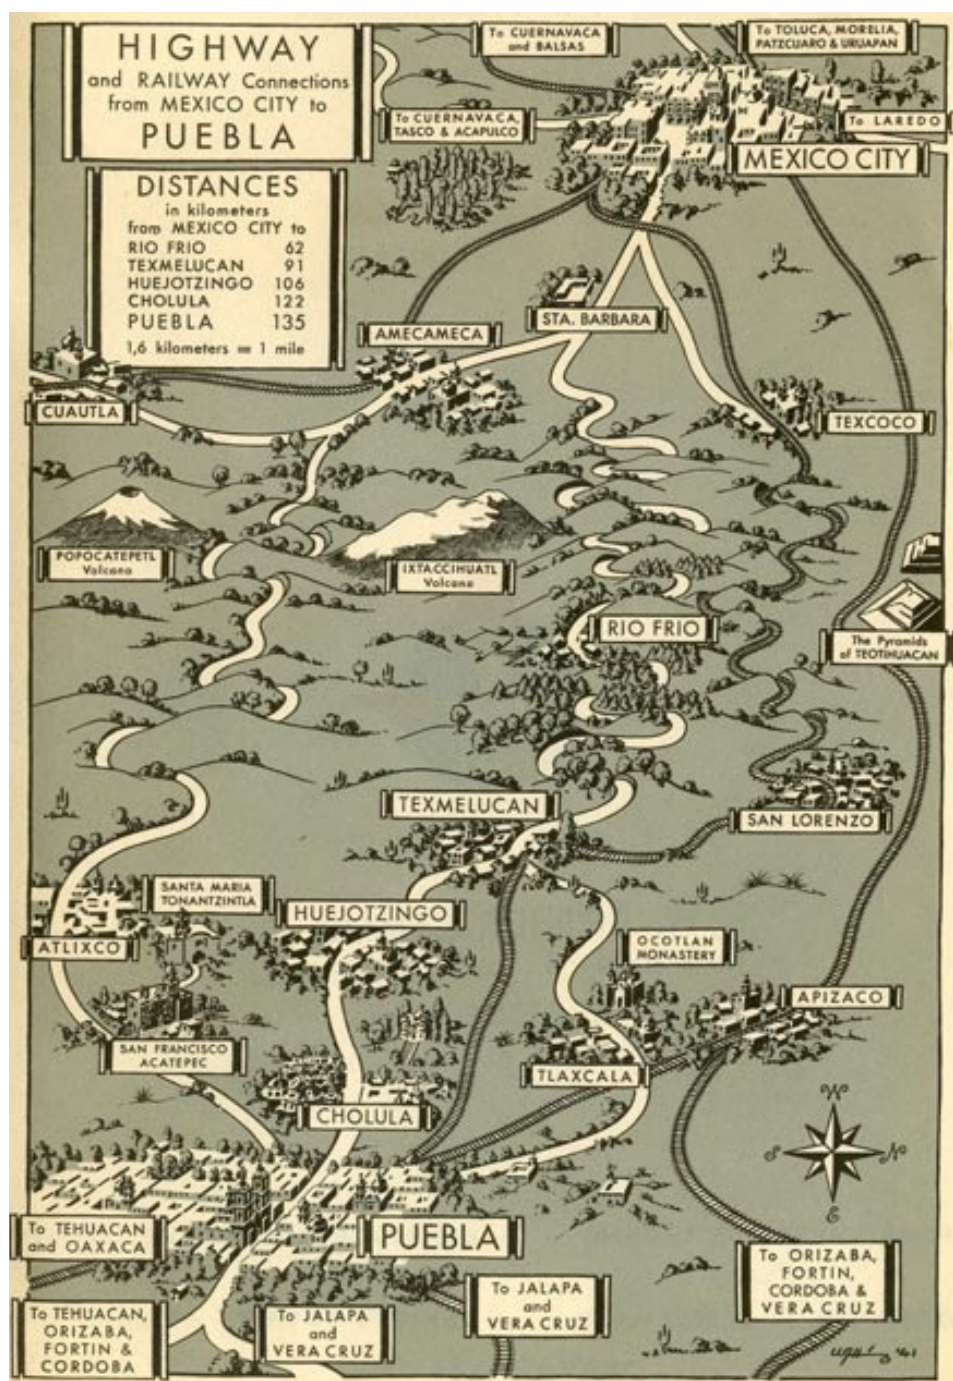 HIGHWAY
and RAILWAY Connections
from MEXICO CITY to
PUEBLA
To CUERNAVACA
and BALSAS
To TOLUCA, MORELIA,
PATZCUARO & URUAPAN
To CUERNAVACA,
TASCO & ACAPULCO
To LAREDO
MEXICO CITY
DISTANCES
in kilometers
from MEXICO CITY to
RIO FRIO 62
TEXMELUCAN 91
HUEJOTZINGO 106
CHOLULA 122
PUEBLA 135
1,6 kilometers = 1 mile
STA. BARBARA
AMECAMECA
CUAUTLA
TEXCOCO
POPOCATEPETL
Volcano
IXTACCIHUATL
Volcano
RIO FRIO
The Pyramids
of TEOTIHUACAN
TEXMELUCAN
SAN LORENZO
SANTA MARIA
TONANTZINTLA
HUEJOTZINGO
ATLIXCO
OCOTLAN
MONASTERY
APIZACO
SAN FRANCISCO
ACATEPEC
TLAXCALA
CHOLULA
W
S N
E
PUEBLA
To TEHUACAN
and OAXACA
To ORIZABA,
FORTIN,
CORDOBA &
VERA CRUZ
To JALAPA
and
VERA CRUZ
To TEHUACAN,
ORIZABA,
FORTIN &
CORDOBA
To JALAPA
and
VERA CRUZ
'41